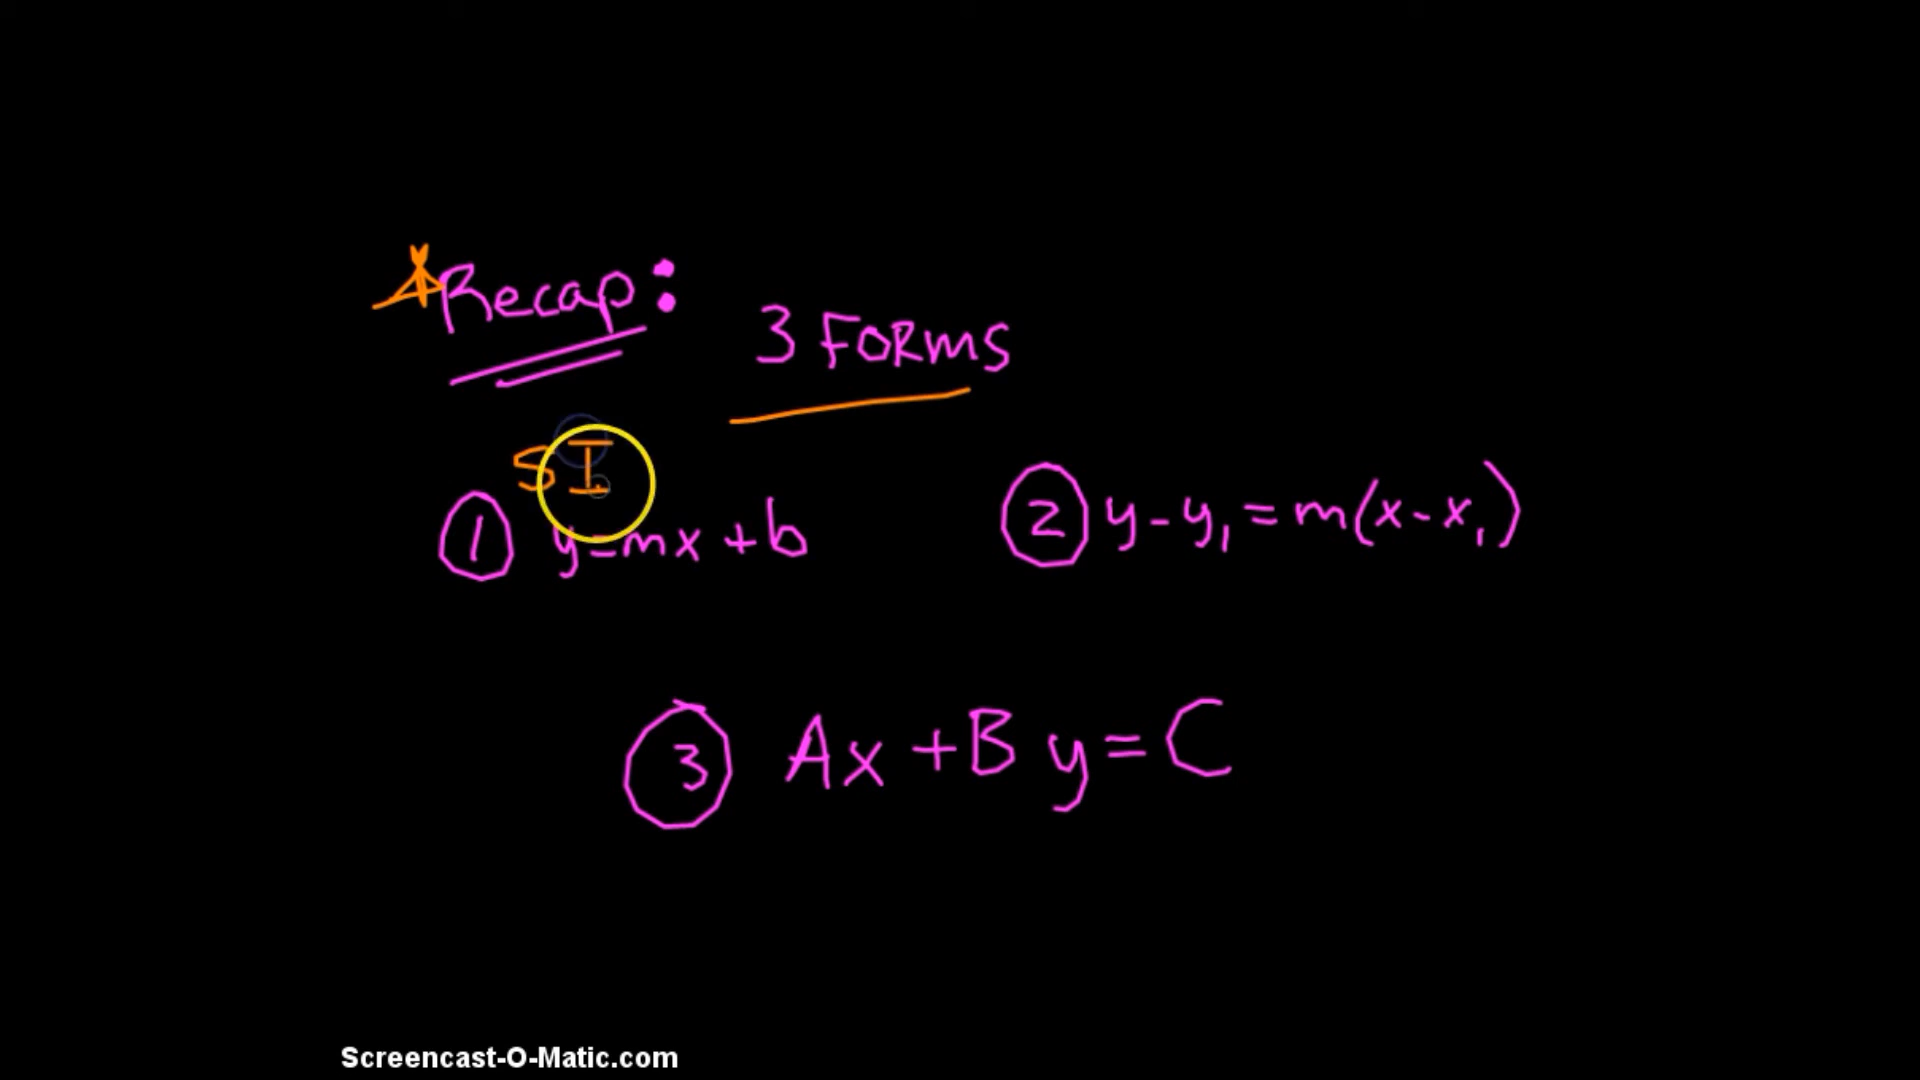 Recap:
3 FORMS
SI
① y=mx+b
② y-y₁=m(x-x₁)
③ Ax+By=C
Screencast-O-Matic.com